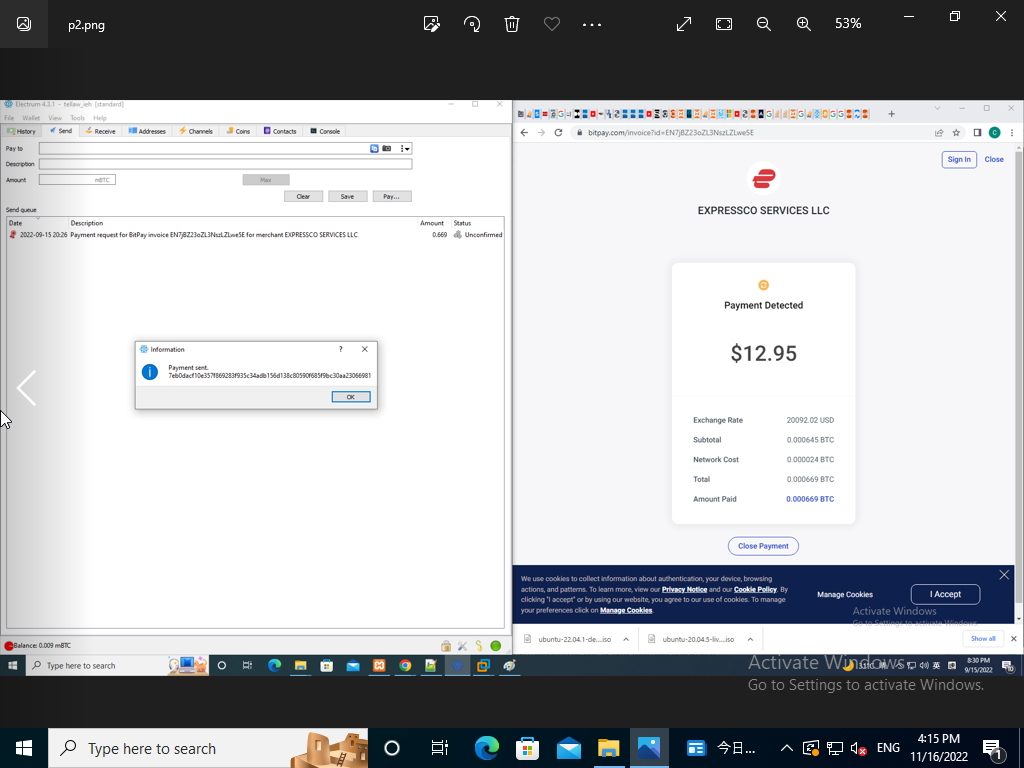 p2.png
53%
Electrum 4.3.1 - tellaw_ieh [standard]
File Wallet View Tools Help
History Send Receive Addresses Channels Coins Contacts Console
Pay to
Description
Amount mBTC Max
Clear Save Pay...
Send queue
Date Description Amount Status
2022-09-15 20:26 Payment request for BitPay invoice EN7jBZ23oZL3NszLZLwe5E for merchant EXPRESSCO SERVICES LLC 0.669 Unconfirmed
Information ?
Payment sent.
7eb0dacf10e357f869283f935c34adb156d138c80590f685f9bc30aa23066981
OK
Balance: 0.009 mBTC
Type here to search
bitpay.com/invoice?id=EN7jBZ23oZL3NszLZLwe5E
C
Sign In Close
EXPRESSCO SERVICES LLC
Payment Detected
$12.95
Exchange Rate 20092.02 USD
Subtotal 0.000645 BTC
Network Cost 0.000024 BTC
Total 0.000669 BTC
Amount Paid 0.000669 BTC
Close Payment
We use cookies to collect information about authentication, your device, browsing
actions, and patterns. To learn more, view our Privacy Notice and our Cookie Policy. By
clicking "I accept" or by using our website, you agree to our use of cookies. To manage
your preferences click on Manage Cookies.
Manage Cookies
I Accept
Activate Windows
Go to Settings to activate Windows.
ubuntu-22.04.1-de....iso
ubuntu-20.04.5-liv....iso
Show all
英
8:30 PM
9/15/2022
Activate Windows
Go to Settings to activate Windows.
Type here to search
今日...
ENG
4:15 PM
11/16/2022
1